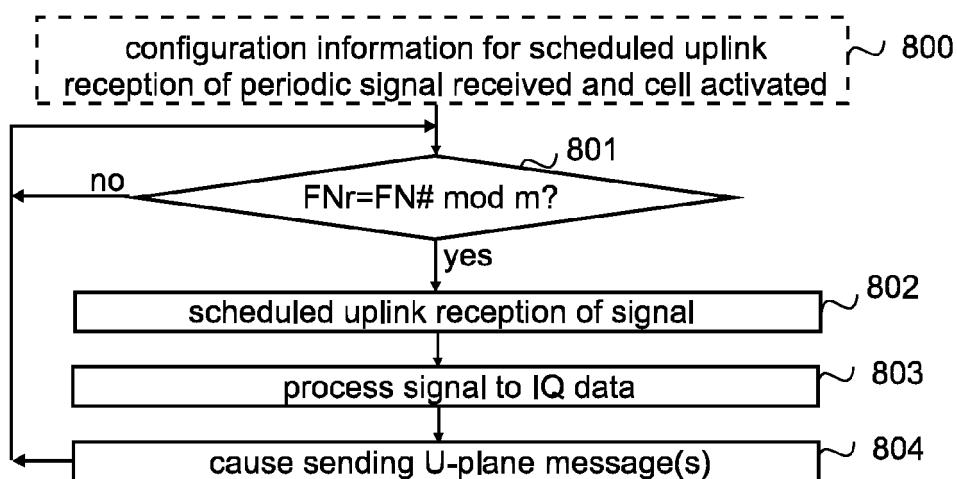 configuration information for scheduled uplink
reception of periodic signal received and cell activated
800
801
no
FNr=FN# mod m?
yes
802
scheduled uplink reception of signal
803
process signal to IQ data
804
cause sending U-plane message(s)